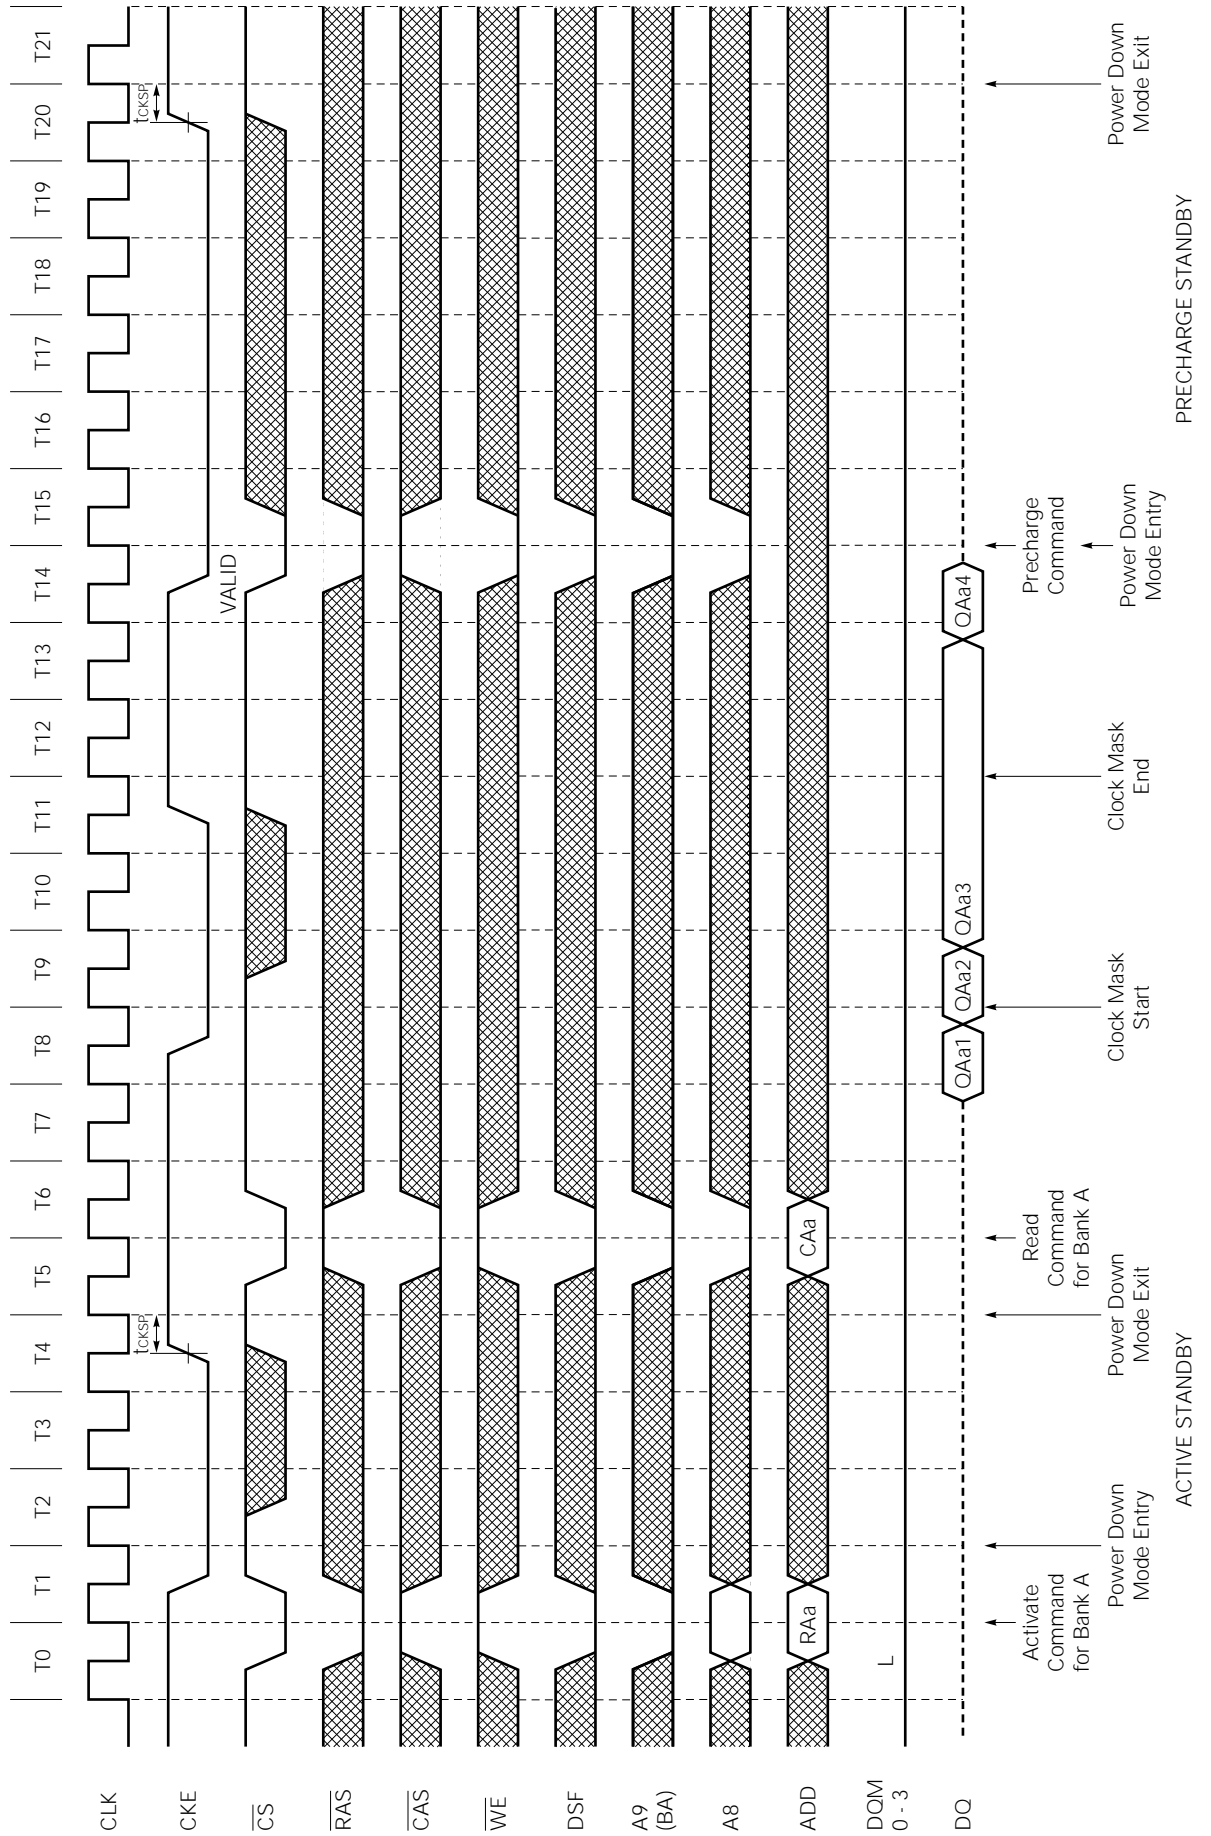 T0 T1 T2 T3 T4 T5 T6 T7 T8 T9 T10 T11 T12 T13 T14 T15 T16 T17 T18 T19 T20 T21
CLK
tCKSP
tCKSP
CKE
VALID
CS
RAS
CAS
WE
DSF
A9
(BA)
A8
ADD
RAa
CAa
DQM
0 - 3
L
DQ
QAa1
QAa2
QAa3
QAa4
Activate
Command
for Bank A
Power Down
Mode Entry
Power Down
Mode Exit
Read
Command
for Bank A
Clock Mask
Start
Clock Mask
End
Precharge
Command
Power Down
Mode Entry
Power Down
Mode Exit
ACTIVE STANDBY
PRECHARGE STANDBY